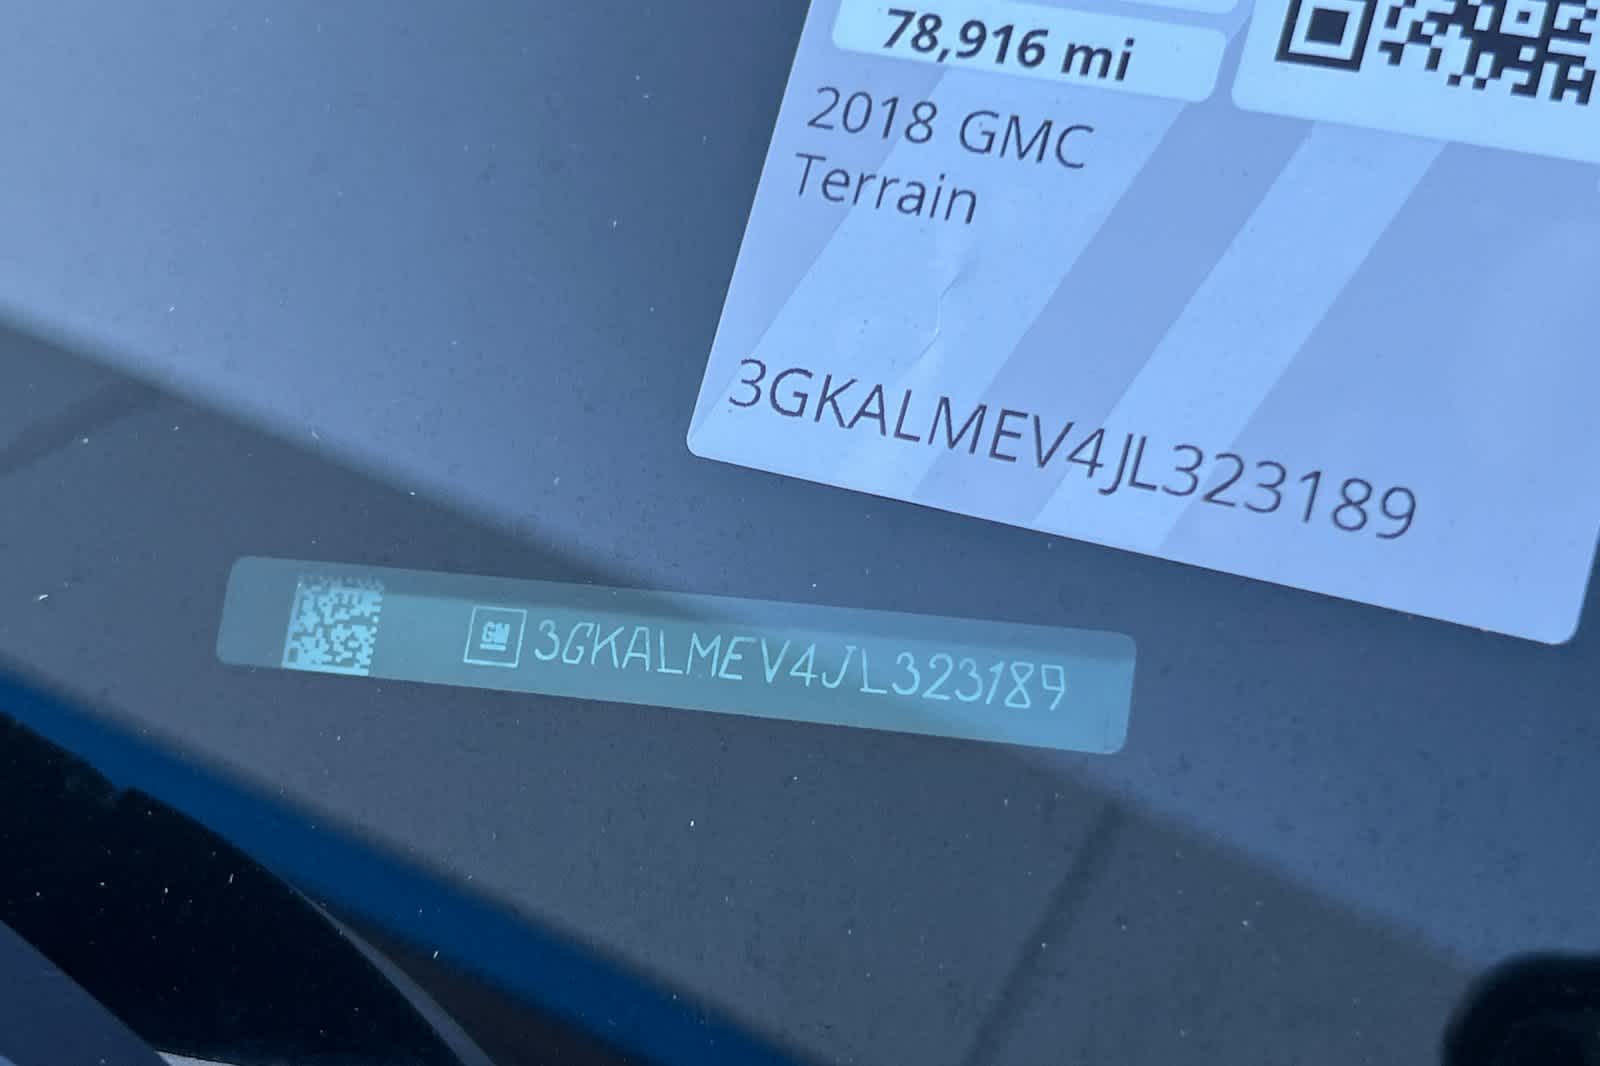 78,916 mi
2018 GMC
Terrain
3GKALMEV4JL323189
GM 3GKALMEV4JL323189